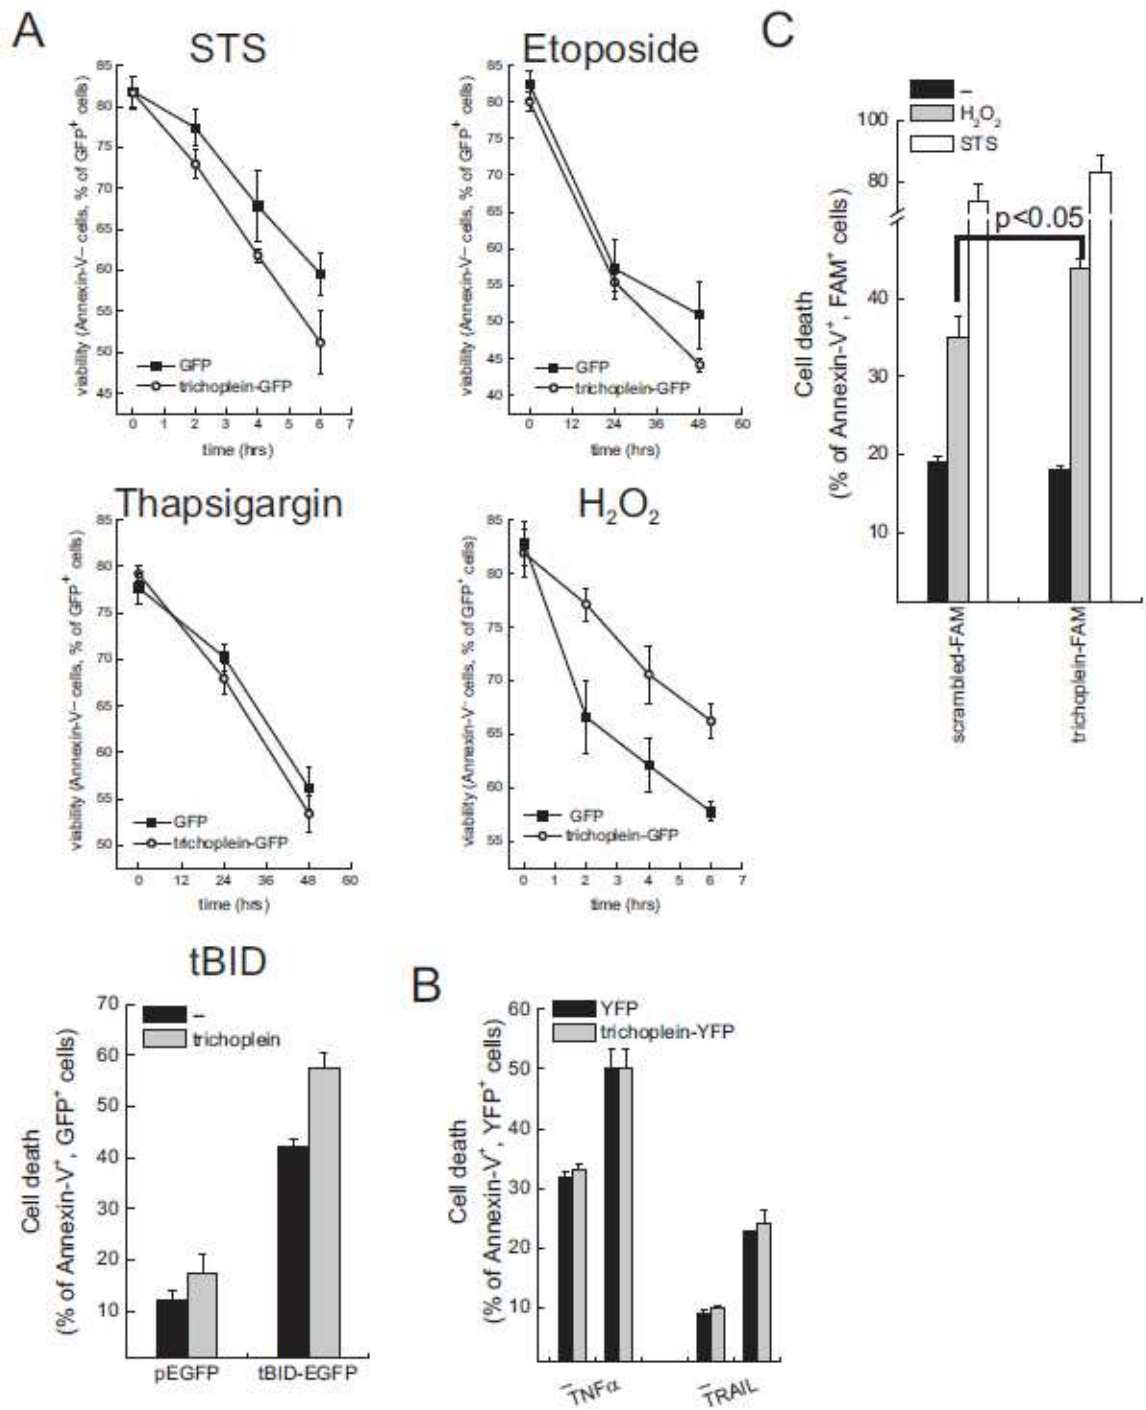 A
STS
viability (Annexin-V− cells, % of GFP⁺ cells)
85
80
75
70
65
60
55
50
45
GFP
trichoplein-GFP
0 1 2 3 4 5 6 7
time (hrs)
Etoposide
viability (Annexin-V− cells, % of GFP⁺ cells)
85
80
75
70
65
60
55
50
45
40
GFP
trichoplein-GFP
0 12 24 36 48 60
time (hrs)
Thapsigargin
viability (Annexin-V− cells, % of GFP⁺ cells)
85
80
75
70
65
60
55
50
GFP
trichoplein-GFP
0 12 24 36 48 60
time (hrs)
H₂O₂
viability (Annexin-V⁻ cells, % of GFP⁺ cells)
85
80
75
70
65
60
55
GFP
trichoplein-GFP
0 1 2 3 4 5 6 7
time (hrs)
tBID
Cell death
(% of Annexin-V⁺, GFP⁺ cells)
70
60
50
40
30
20
10
–
trichoplein
pEGFP tBID-EGFP
B
Cell death
(% of Annexin-V⁺, YFP⁺ cells)
60
50
40
30
20
10
YFP
trichoplein-YFP
– TNFα – TRAIL
C
–
H₂O₂
STS
Cell death
(% of Annexin-V⁺, FAM⁺ cells)
100
80
40
30
20
10
p<0.05
scrambled-FAM
trichoplein-FAM